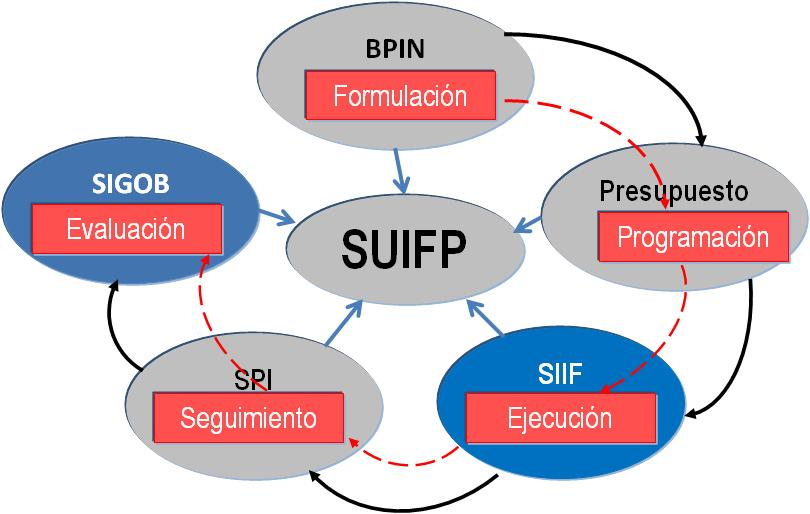 BPIN
Formulación
SIGOB
Evaluación
Presupuesto
Programación
SUIFP
SPI
Seguimiento
SIIF
Ejecución